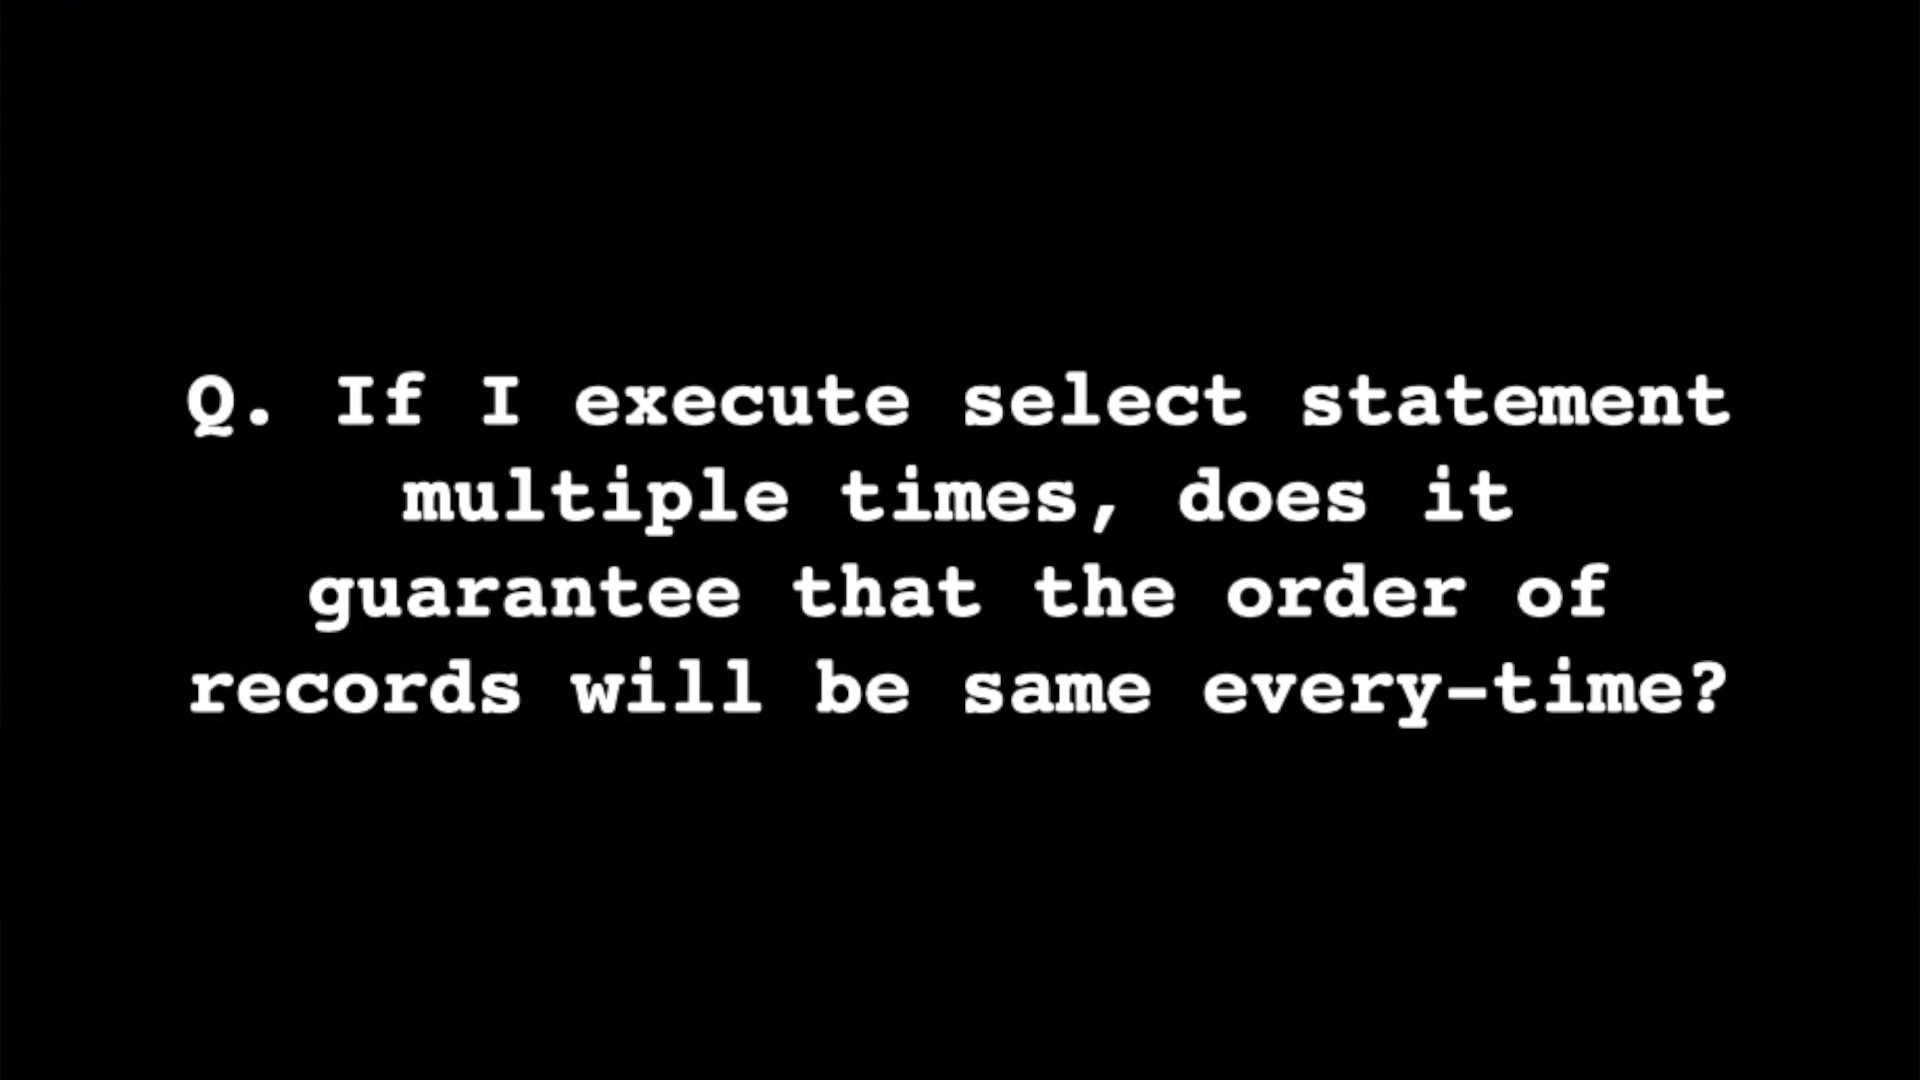 Q. If I execute select statement
multiple times, does it
guarantee that the order of
records will be same every-time?